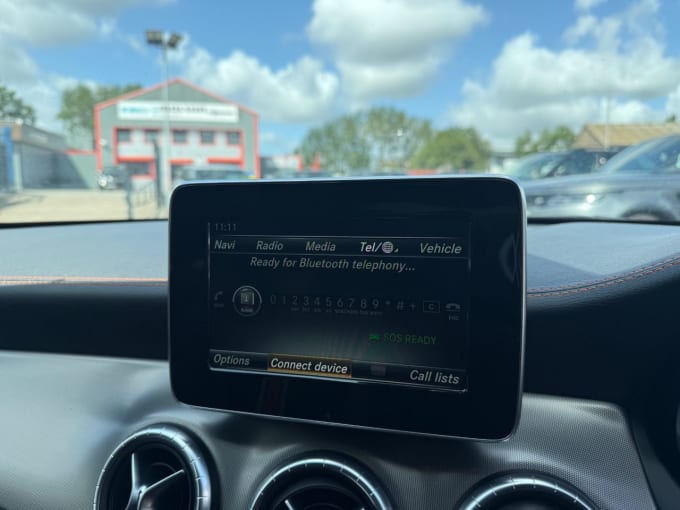 11:11
Navi Radio Media Tel/ Vehicle
Ready for Bluetooth telephony...
0 1 2 3 4 5 6 7 8 9 * # + C
END
SOS READY
Options Connect device Call lists